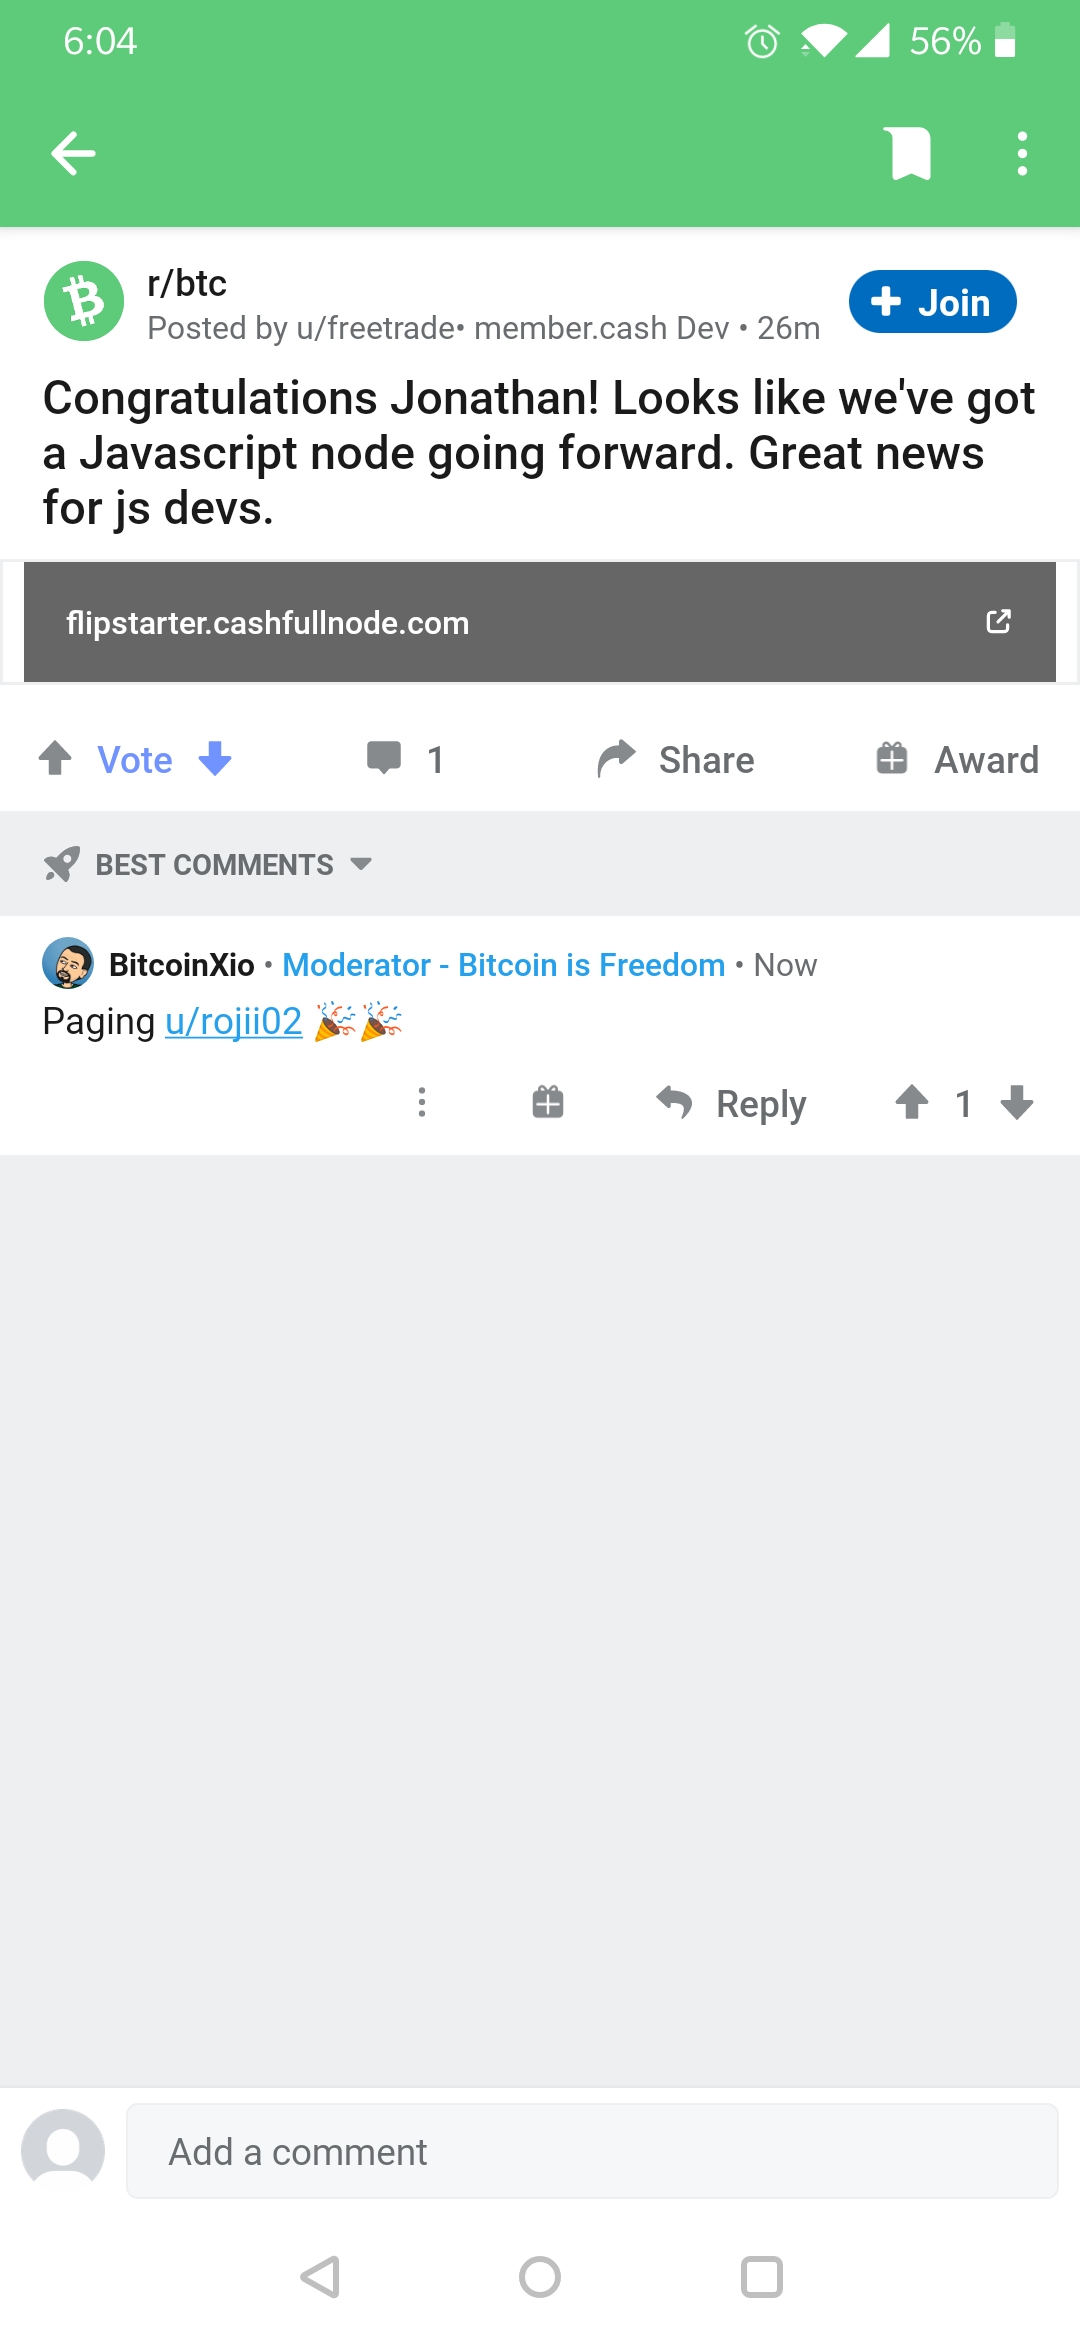 6:04
56%
r/btc
Posted by u/freetrade• member.cash Dev • 26m
Join
Congratulations Jonathan! Looks like we've got
a Javascript node going forward. Great news
for js devs.
flipstarter.cashfullnode.com
Vote
1
Share
Award
BEST COMMENTS
BitcoinXio • Moderator - Bitcoin is Freedom • Now
Paging u/rojii02 🎉🎉
Reply
1
Add a comment